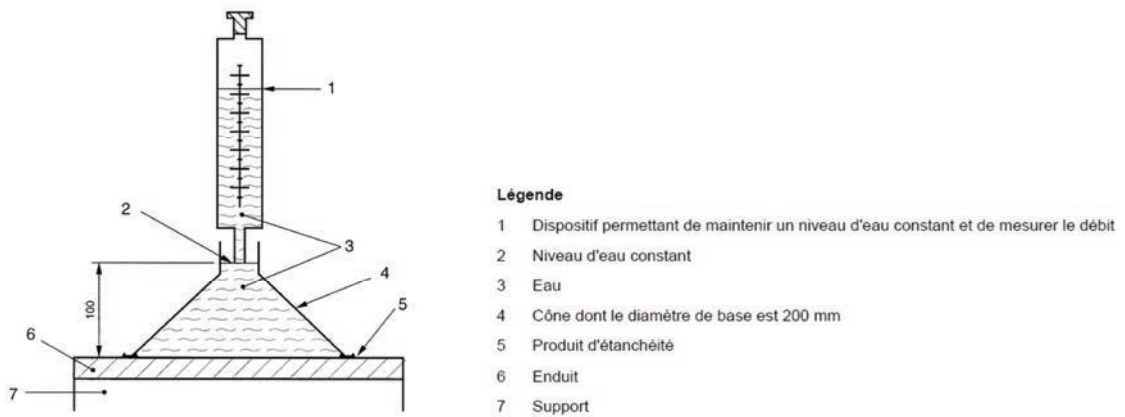 1
2
3
4
100
5
6
7
Légende
1 Dispositif permettant de maintenir un niveau d'eau constant et de mesurer le débit
2 Niveau d'eau constant
3 Eau
4 Cône dont le diamètre de base est 200 mm
5 Produit d'étanchéité
6 Enduit
7 Support